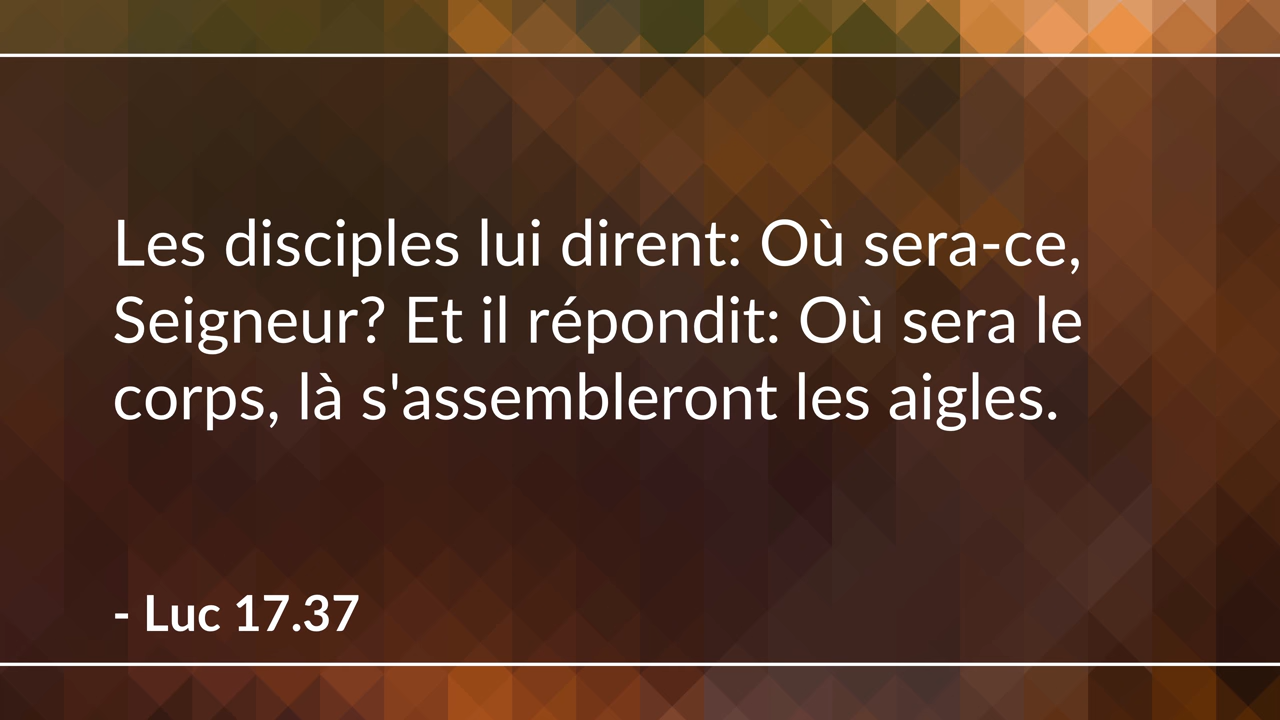 Les disciples lui dirent: Où sera-ce,
Seigneur? Et il répondit: Où sera le
corps, là s'assembleront les aigles.
- Luc 17.37